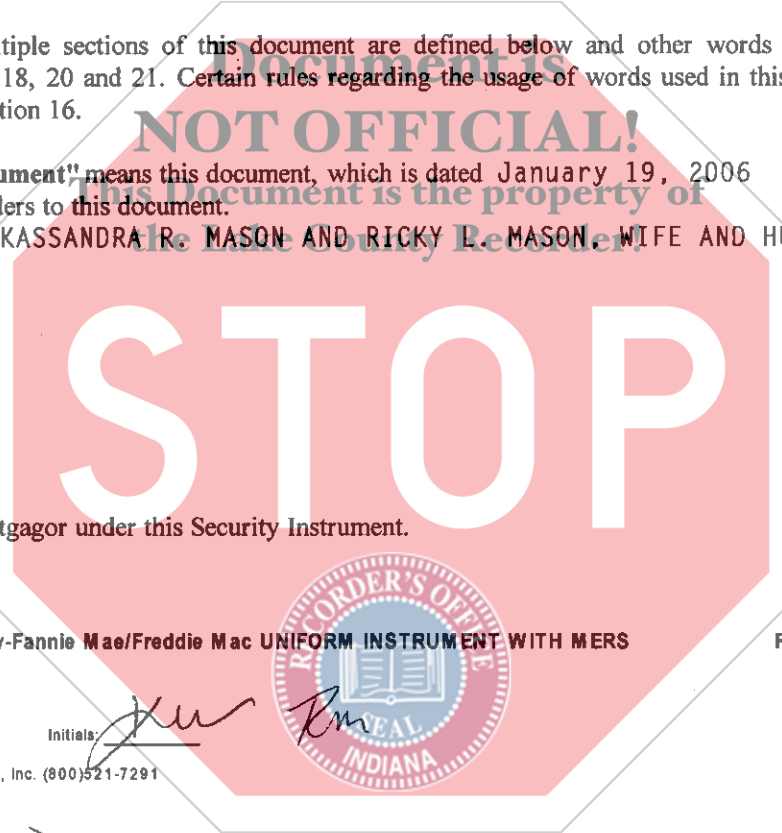 tiple sections of this document are defined below and other words
Document is
18, 20 and 21. Certain rules regarding the usage of words used in this
tion 16.
NOT OFFICIAL!
ument" means this document, which is dated January 19, 2006
This Document is the property of
ders to this document.
KASSANDRA R. MASON AND RICKY L. MASON, WIFE AND HU
the Lake County Recorder!
STOP
tgagor under this Security Instrument.
RECORDER'S OFFICE
y-Fannie Mae/Freddie Mac UNIFORM INSTRUMENT WITH MERS
SEAL
Initials:
INDIANA
, Inc. (800)521-7291